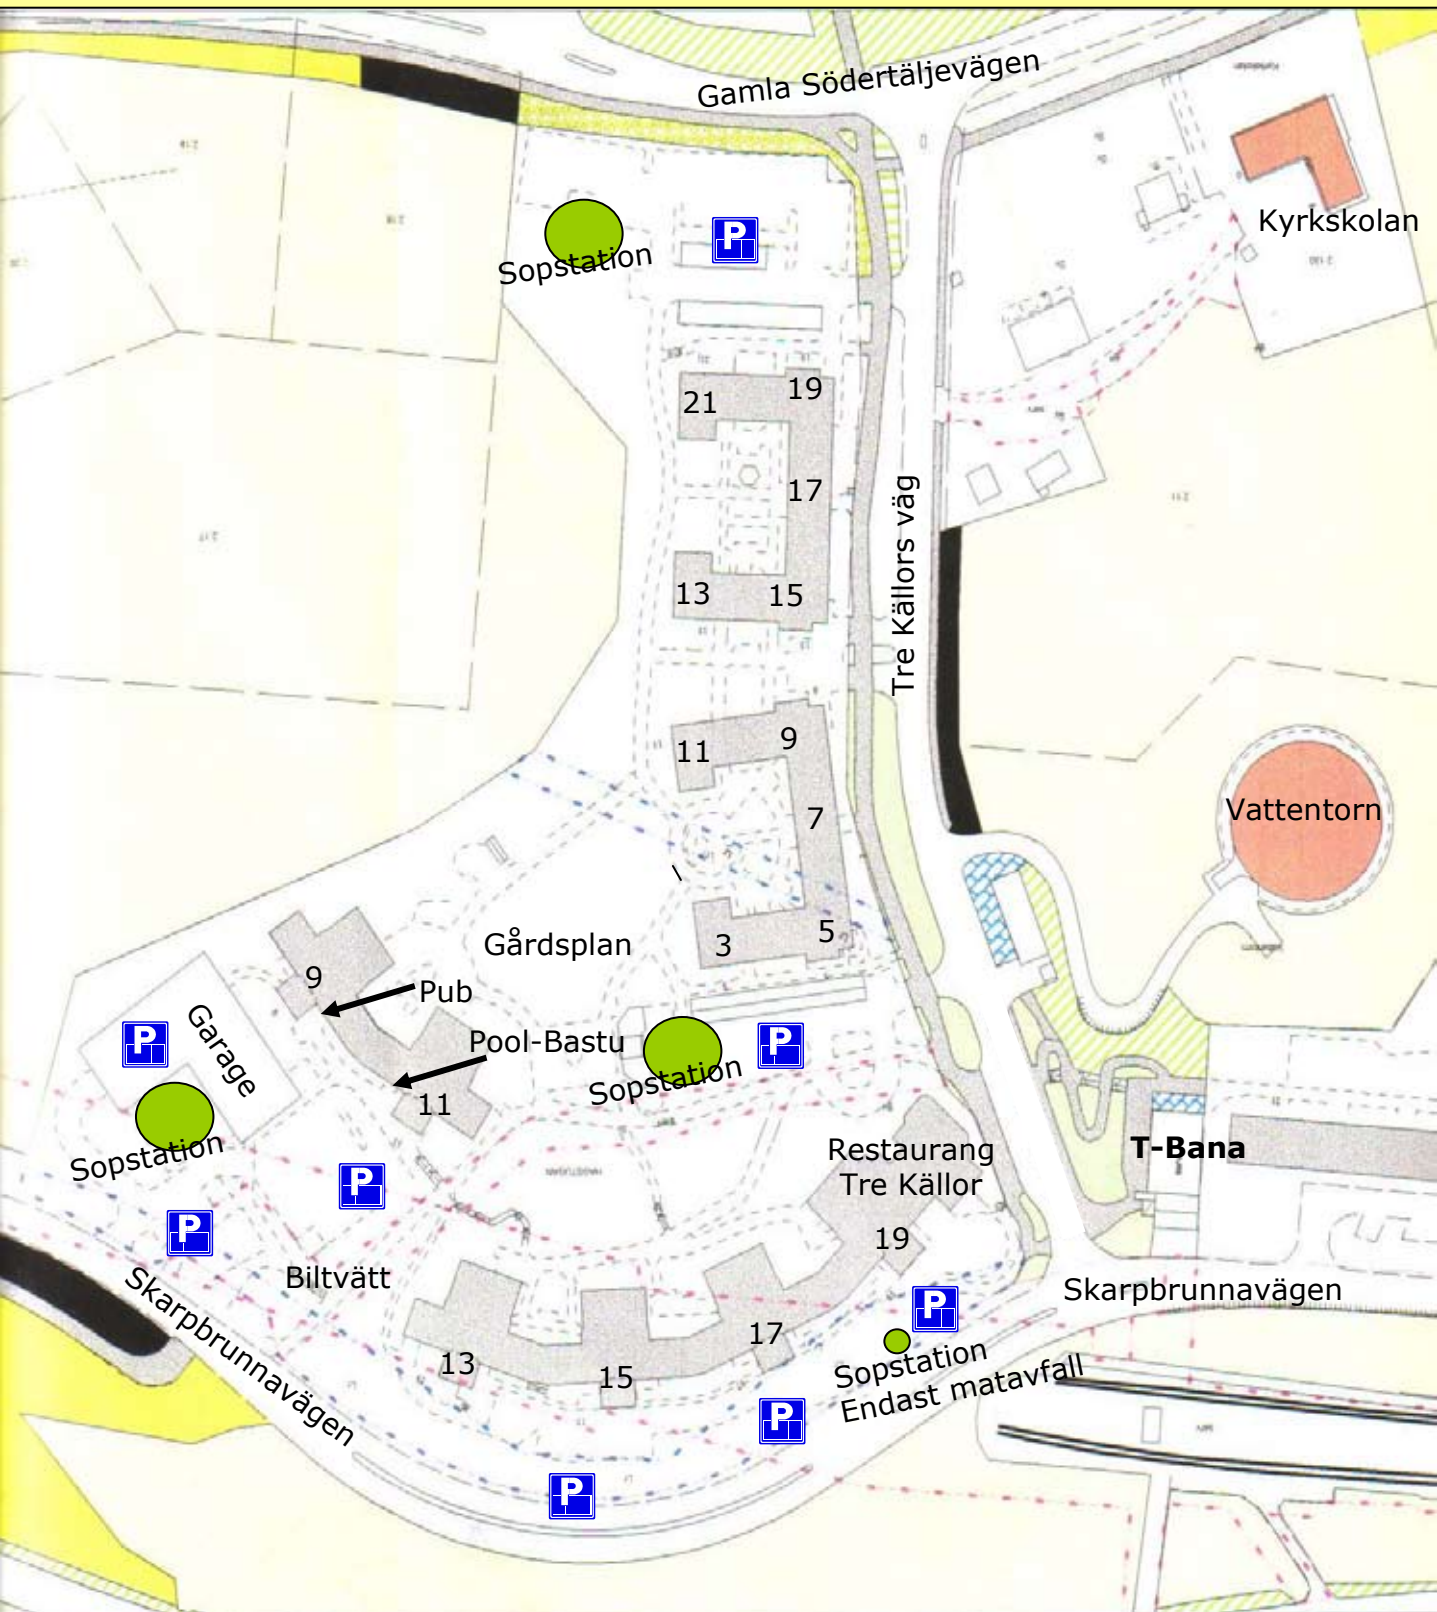 Gamla Södertäljevägen
Kyrkskolan
P
Sopstation
21
19
17
13
15
Tre Källors väg
11
9
7
3
5
Vattentorn
Gårdsplan
9
Pub
Pool-Bastu
11
Garage
P
Sopstation
P
Sopstation
T-Bana
Restaurang
Tre Källor
19
P
P
Biltvätt
Skarpbrunnavägen
Skarpbrunnavägen
13
15
17
P
Sopstation
Endast matavfall
P
P